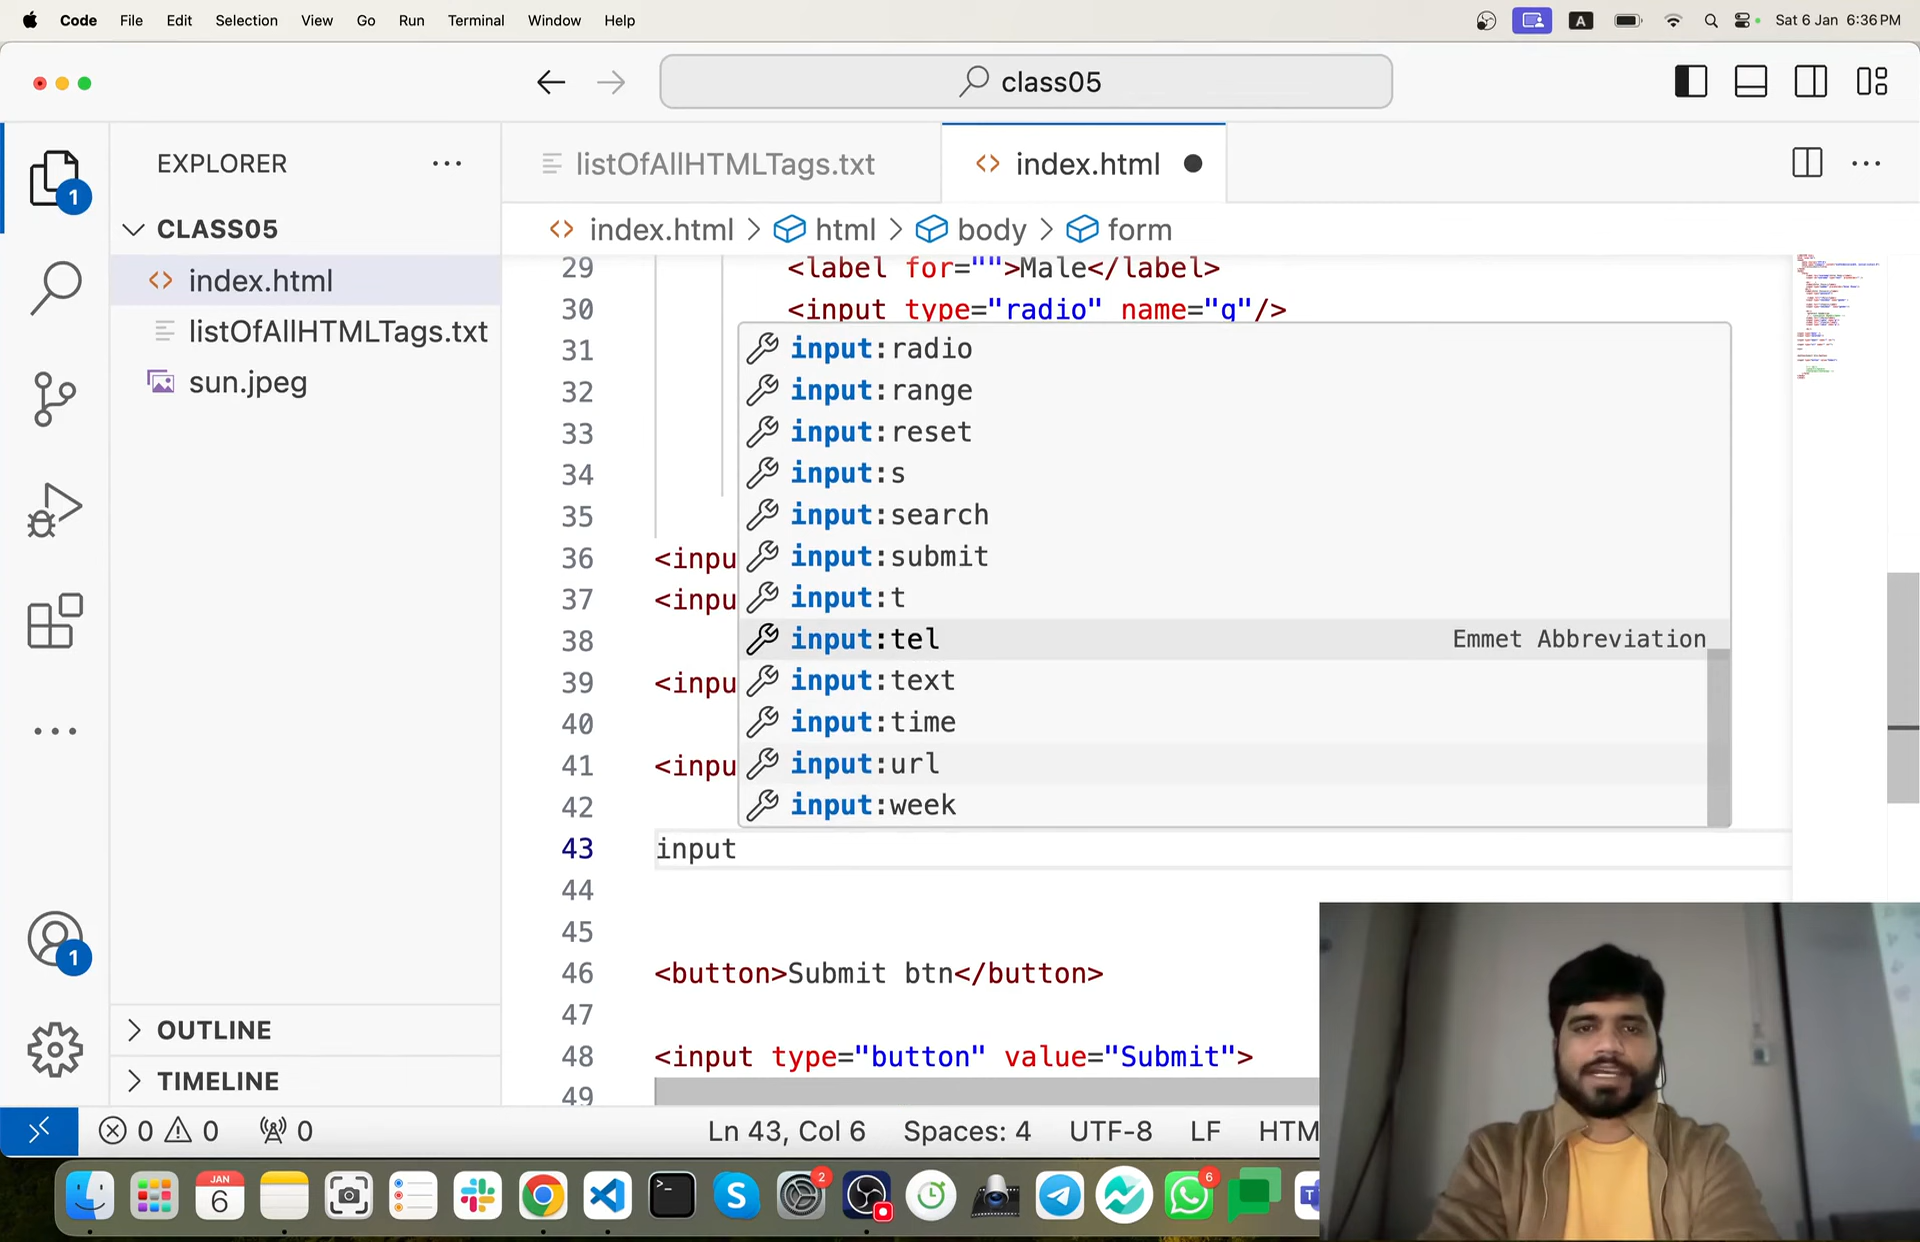 Code File Edit Selection View Go Run Terminal Window Help
A
Sat 6 Jan 6:36 PM
class05
1
EXPLORER
CLASS05
index.html
listOfAllHTMLTags.txt
sun.jpeg
OUTLINE
TIMELINE
1
listOfAllHTMLTags.txt
index.html
index.html > html > body > form
29 <label for="">Male</label>
30 <input type="radio" name="g"/>
31
32
33
34
35
36 <inpu
37 <inpu
38
39 <inpu
40
41 <inpu
42
input:radio
input:range
input:reset
input:s
input:search
input:submit
input:t
input:tel Emmet Abbreviation
input:text
input:time
input:url
input:week
43 input
44
45
46 <button>Submit btn</button>
47
48 <input type="button" value="Submit">
49
0 0 0
Ln 43, Col 6 Spaces: 4 UTF-8 LF HTM
JAN
6
S
2
6
T